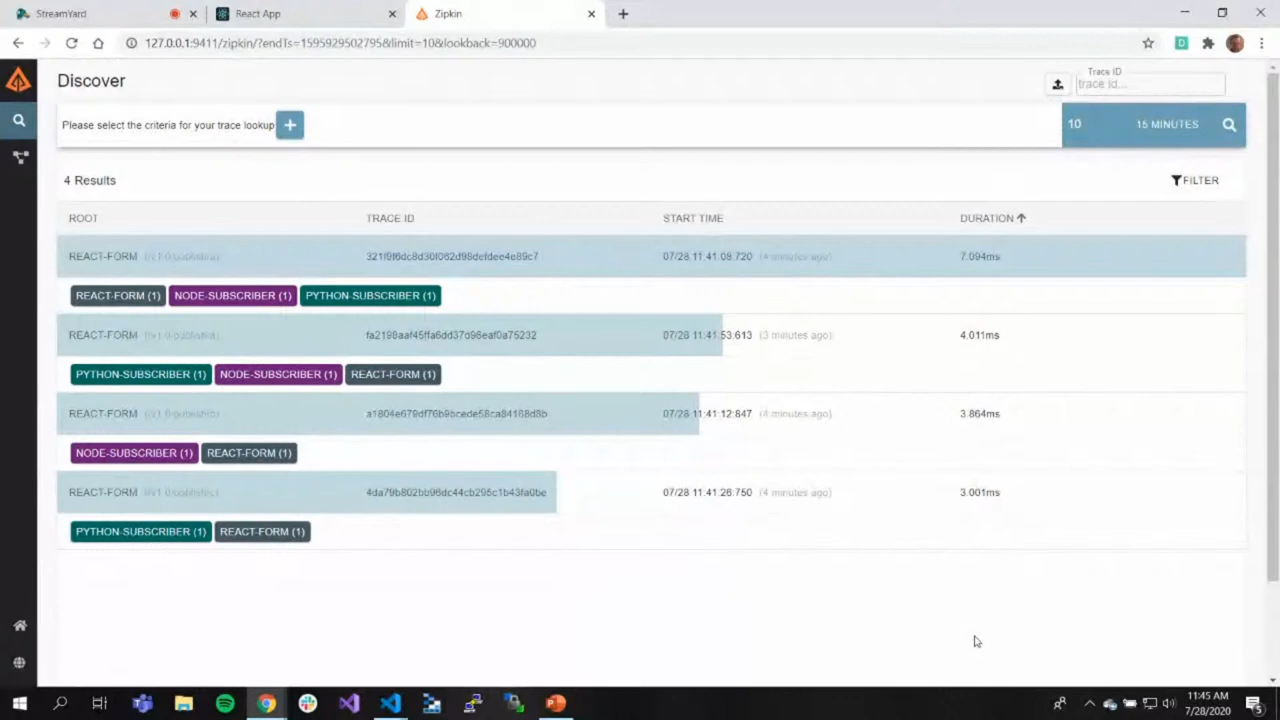 StreamYard
React App
Zipkin
127.0.0.1:9411/zipkin/?endTs=1595929502795&limit=10&lookback=900000
Discover
Trace ID
trace id...
Please select the criteria for your trace lookup
10
15 MINUTES
4 Results
FILTER
ROOT TRACE ID START TIME DURATION
REACT-FORM 07/28 11:41:08.720 (4 minutes ago) 7.094ms
REACT-FORM (1) NODE-SUBSCRIBER (1) PYTHON-SUBSCRIBER (1)
REACT-FORM 07/28 11:41:53.613 (3 minutes ago) 4.011ms
PYTHON-SUBSCRIBER (1) NODE-SUBSCRIBER (1) REACT-FORM (1)
REACT-FORM 07/28 11:41:12.847 (4 minutes ago) 3.864ms
NODE-SUBSCRIBER (1) REACT-FORM (1)
REACT-FORM 07/28 11:41:26.750 (4 minutes ago) 3.001ms
PYTHON-SUBSCRIBER (1) REACT-FORM (1)
11:45 AM
7/28/2020
5